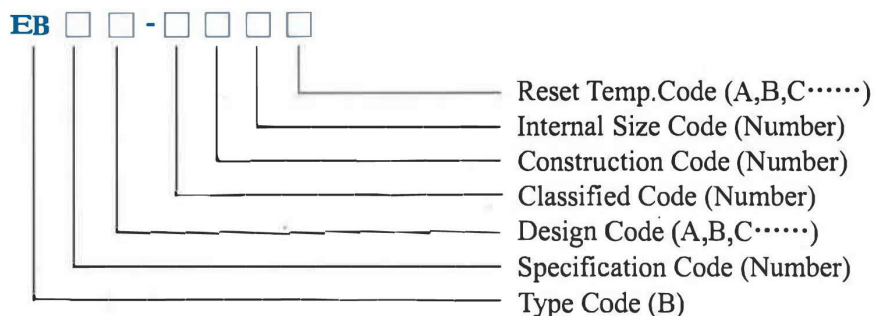 EB □ □ - □ □ □ □
Reset Temp.Code (A,B,C······)
Internal Size Code (Number)
Construction Code (Number)
Classified Code (Number)
Design Code (A,B,C······)
Specification Code (Number)
Type Code (B)